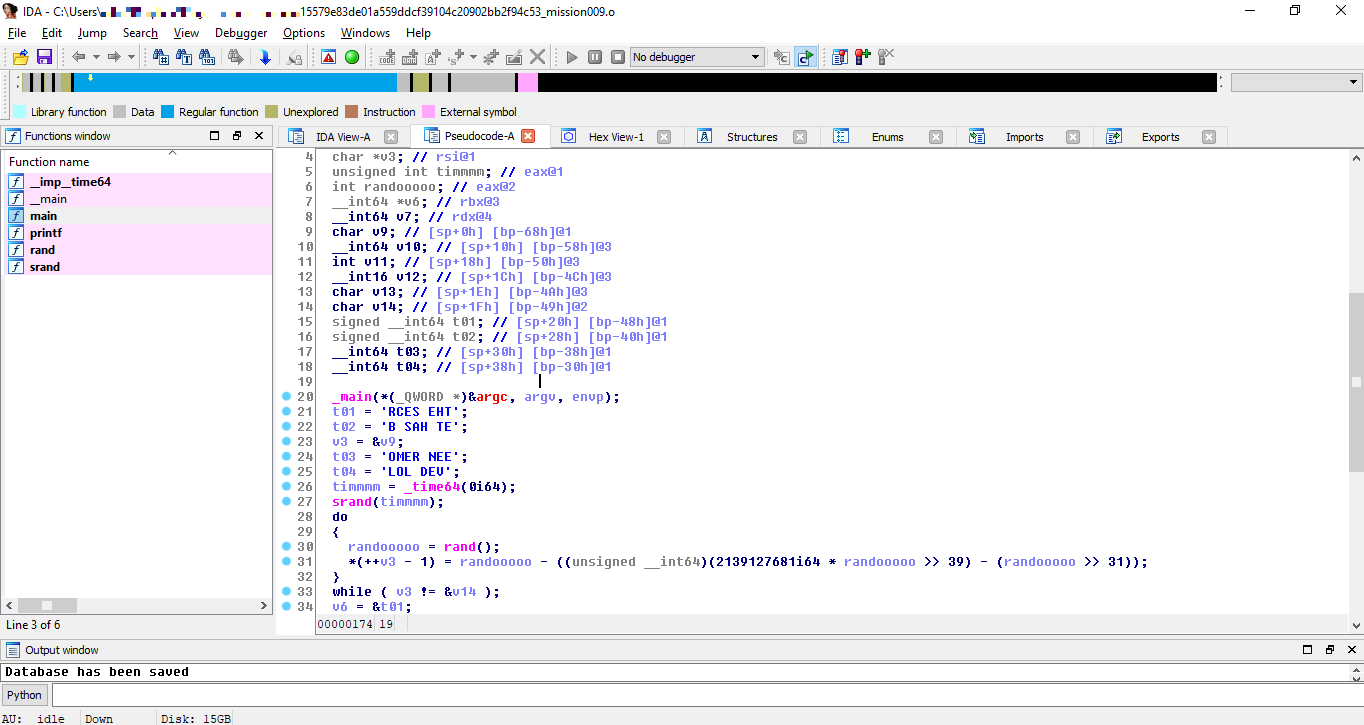 IDA - C:\Users\ 15579e83de01a559ddcf39104c20902bb2f94c53_mission009.o
File Edit Jump Search View Debugger Options Windows Help
No debugger
Library function Data Regular function Unexplored Instruction External symbol
Functions window
IDA View-A Pseudocode-A Hex View-1 Structures Enums Imports Exports
Function name
__imp__time64
__main
main
printf
rand
srand
Line 3 of 6
4 char *v3; // rsi@1
5 unsigned int timmmm; // eax@1
6 int randooooo; // eax@2
7 __int64 *v6; // rbx@3
8 __int64 v7; // rdx@4
9 char v9; // [sp+0h] [bp-68h]@1
10 __int64 v10; // [sp+10h] [bp-58h]@3
11 int v11; // [sp+18h] [bp-50h]@3
12 __int16 v12; // [sp+1Ch] [bp-4Ch]@3
13 char v13; // [sp+1Eh] [bp-4Ah]@3
14 char v14; // [sp+1Fh] [bp-49h]@2
15 signed __int64 t01; // [sp+20h] [bp-48h]@1
16 signed __int64 t02; // [sp+28h] [bp-40h]@1
17 __int64 t03; // [sp+30h] [bp-38h]@1
18 __int64 t04; // [sp+38h] [bp-30h]@1
19
20 _main(*(_QWORD *)&argc, argv, envp);
21 t01 = 'RCES EHT';
22 t02 = 'B SAH TE';
23 v3 = &v9;
24 t03 = 'OMER NEE';
25 t04 = 'LOL DEV';
26 timmmm = _time64(0i64);
27 srand(timmmm);
28 do
29 {
30 randooooo = rand();
31 *(++v3 - 1) = randooooo - ((unsigned __int64)(2139127681i64 * randooooo >> 39) - (randooooo >> 31));
32 }
33 while ( v3 != &v14 );
34 v6 = &t01;
00000174 19
Output window
Database has been saved
Python
AU: idle Down Disk: 15GB